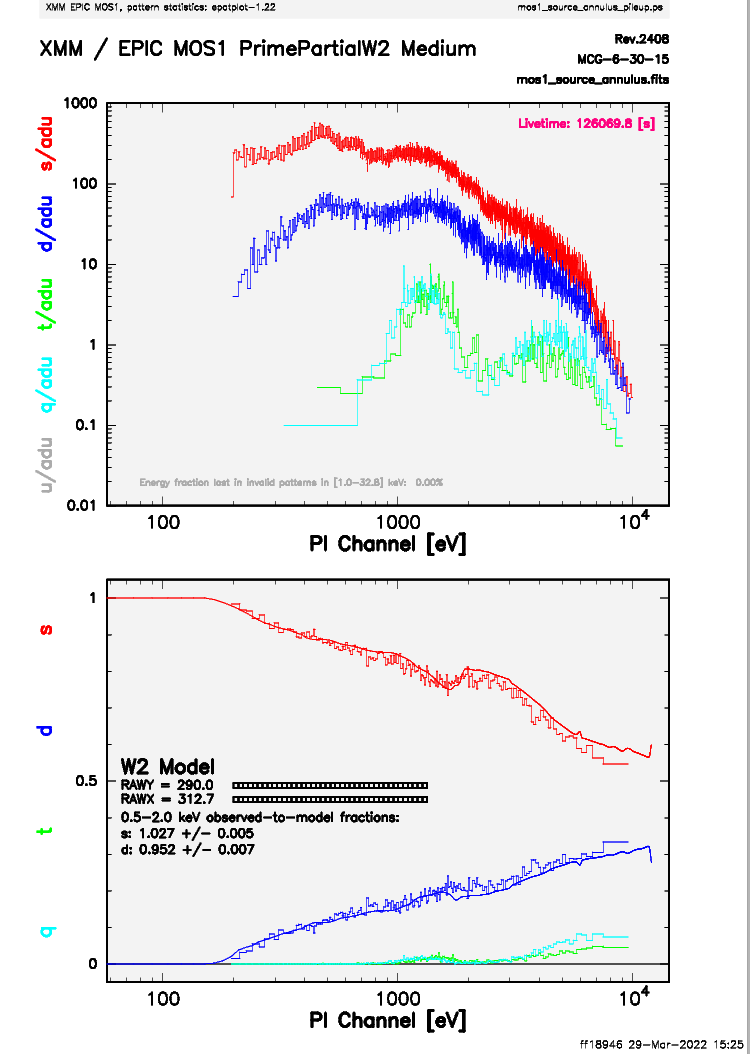 XMM EPIC MOS1, pattern statistics: epatplot-1.22
mos1_source_annulus_pileup.ps
XMM / EPIC MOS1 PrimePartialW2 Medium
Rev.2408
MCG-6-30-15
mos1_source_annulus.fits
Livetime: 126069.8 [s]
1000
100
10
1
0.1
0.01
s/adu
d/adu
t/adu
q/adu
u/adu
Energy fraction lost in invalid patterns in [1.0-32.8] keV: 0.00%
100
1000
10⁴
PI Channel [eV]
1
0.5
0
s
d
t
q
W2 Model
RAWY = 290.0
RAWX = 312.7
0.5-2.0 keV observed-to-model fractions:
s: 1.027 +/- 0.005
d: 0.952 +/- 0.007
100
1000
10⁴
PI Channel [eV]
ff18946 29-Mar-2022 15:25